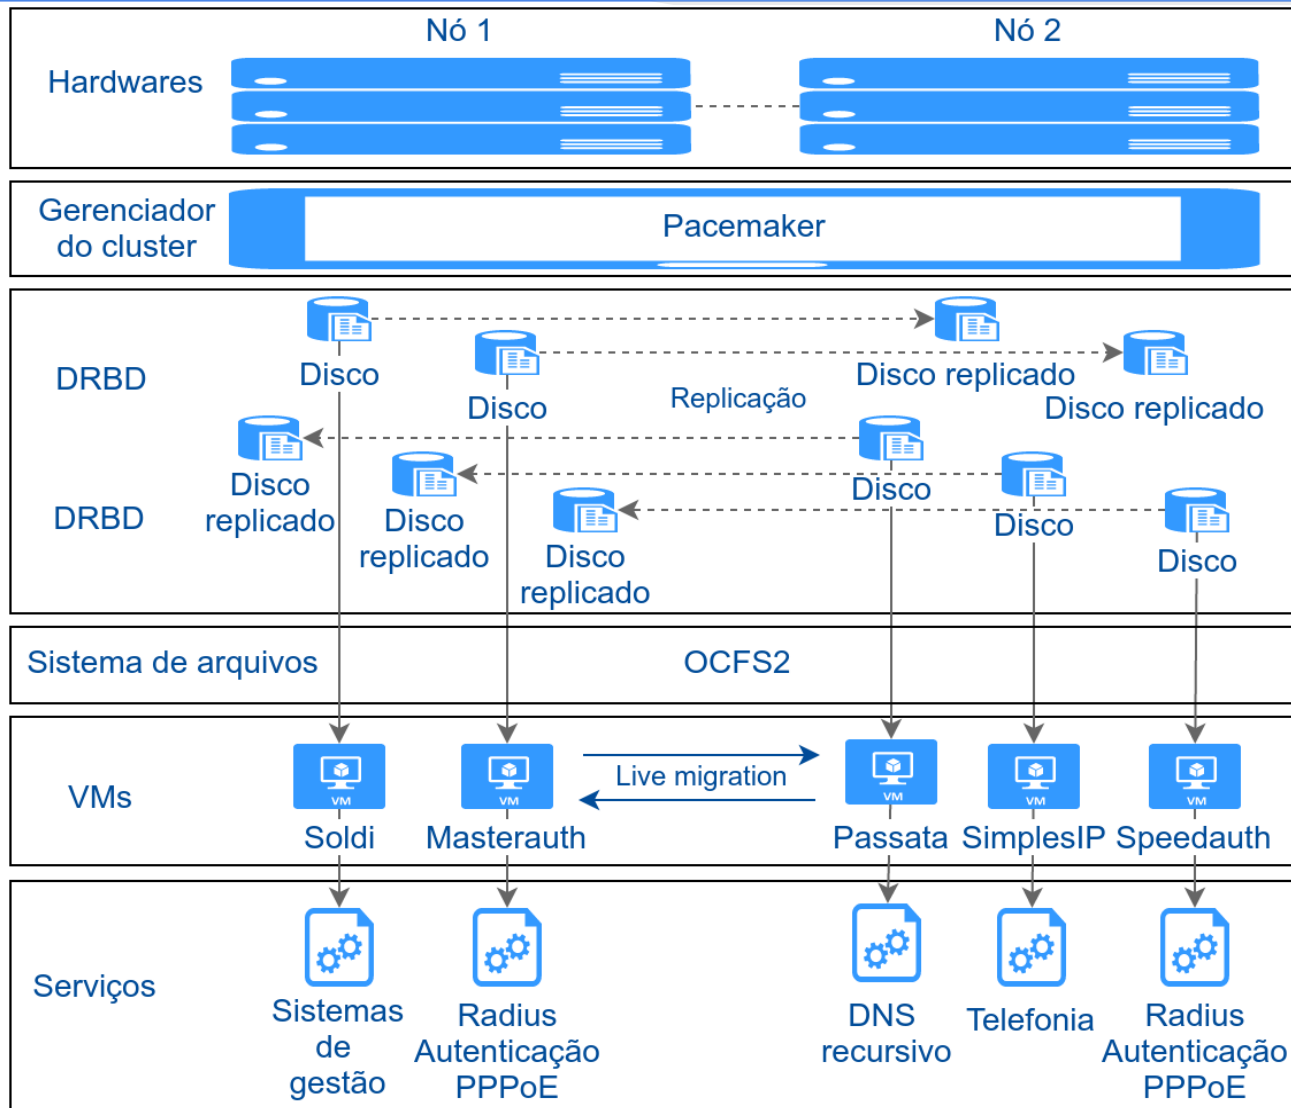 Nó 1
Nó 2
Hardwares
Gerenciador
do cluster
Pacemaker
DRBD
Disco
Disco
Replicação
Disco replicado
Disco replicado
DRBD
Disco
replicado
Disco
replicado
Disco
replicado
Disco
Disco
Disco
Sistema de arquivos
OCFS2
VMs
VM
Soldi
VM
Masterauth
Live migration
VM
Passata
VM
SimplesIP
VM
Speedauth
Serviços
Sistemas
de
gestão
Radius
Autenticação
PPPoE
DNS
recursivo
Telefonia
Radius
Autenticação
PPPoE